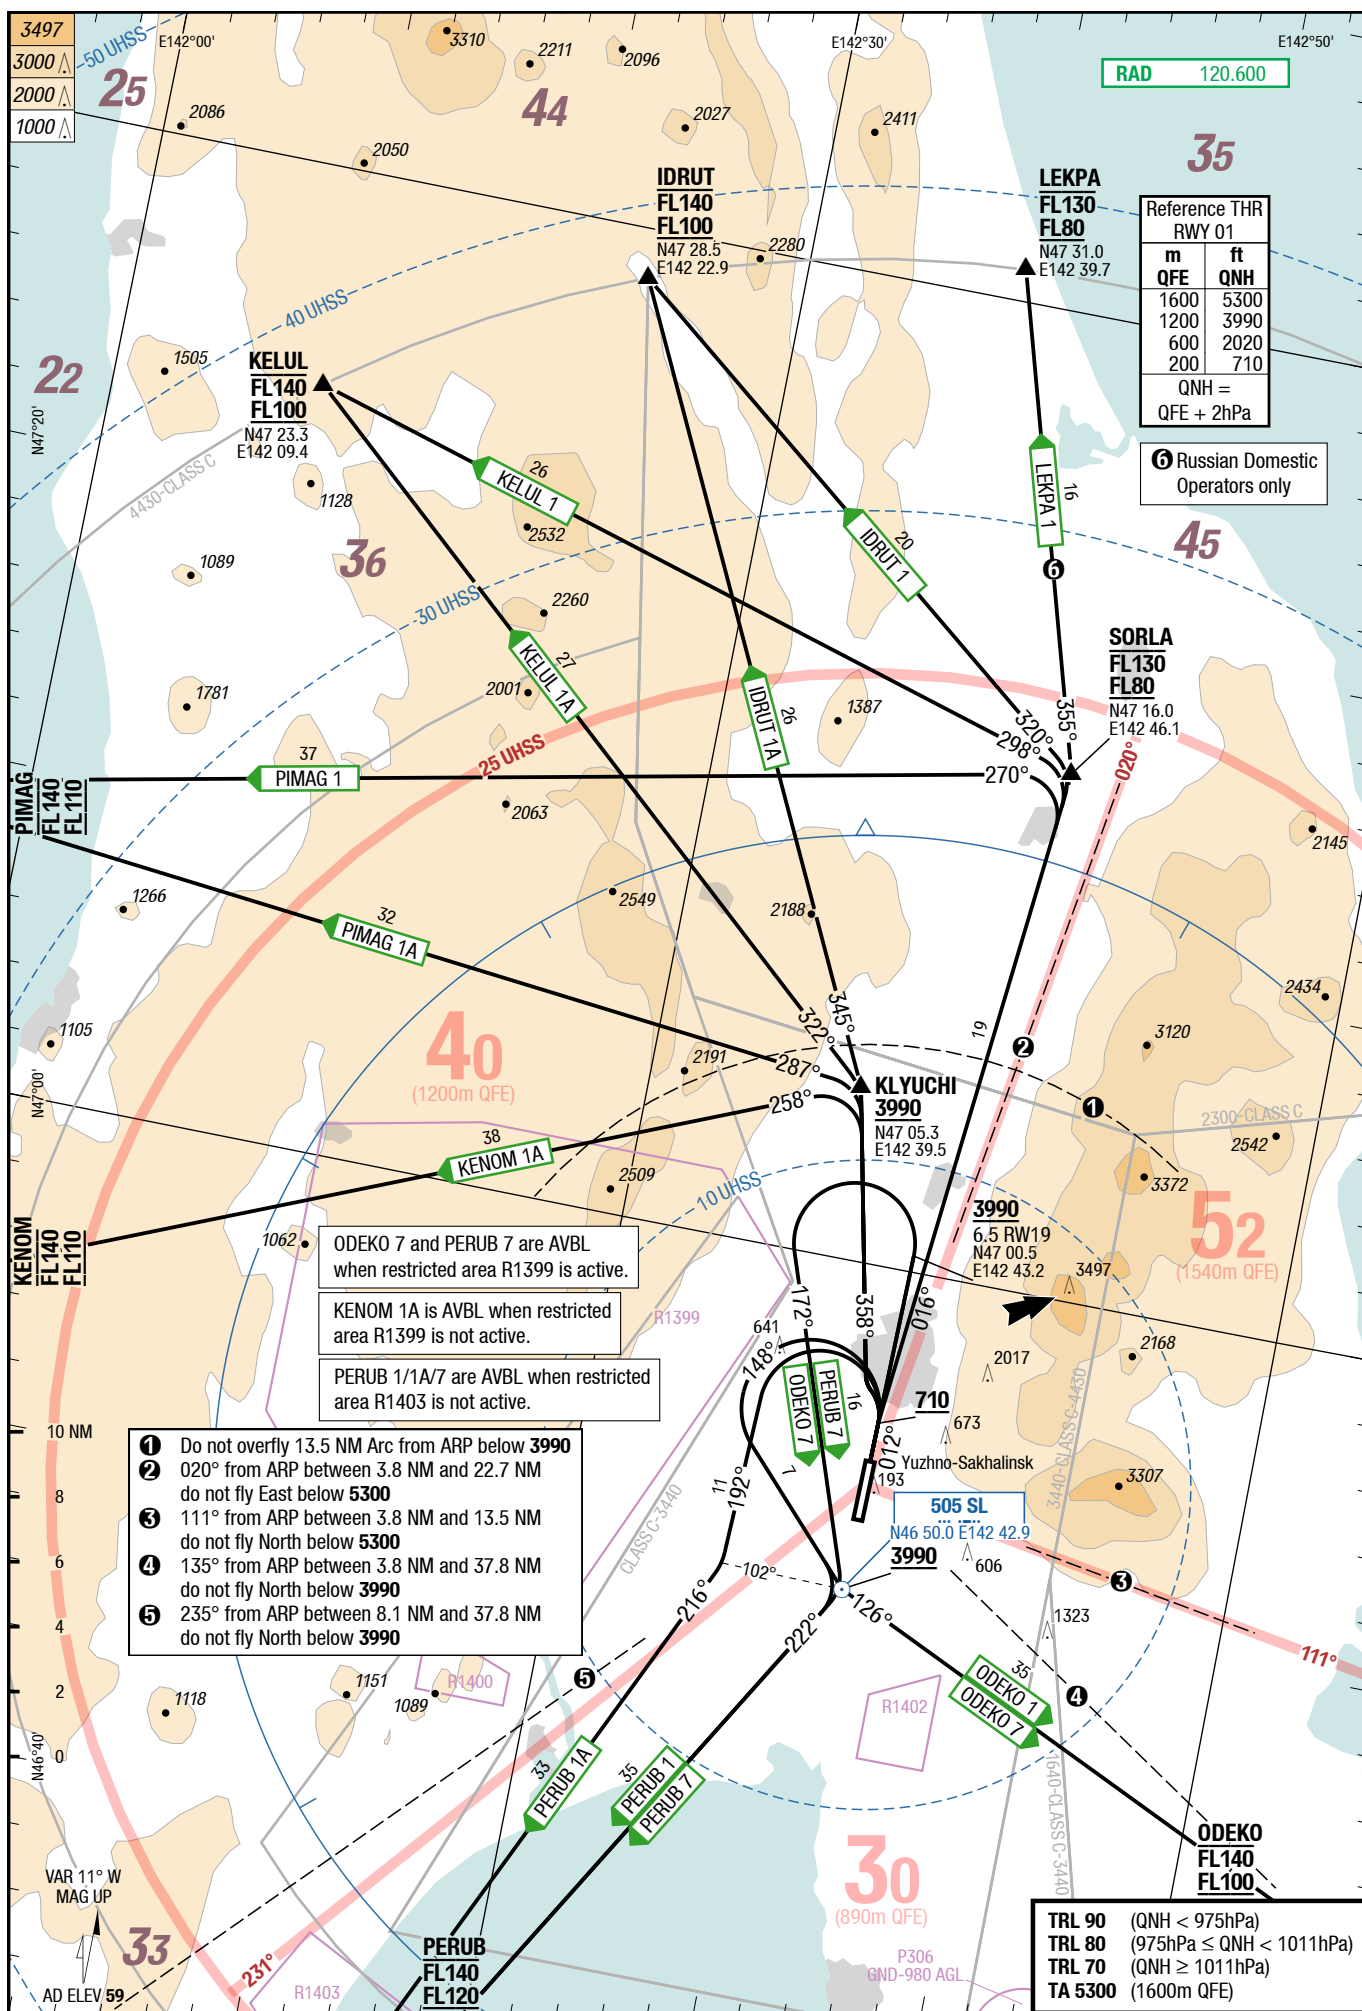 3497
3000
2000
1000
50 UHSS
E142°00'
E142°30'
E142°50'
RAD 120.600
25
44
35
3310
2211
2096
2086
2050
2027
2411
IDRUT
FL140
FL100
N47 28.5
E142 22.9
2280
LEKPA
FL130
FL80
N47 31.0
E142 39.7
Reference THR
RWY 01
m ft
QFE QNH
1600 5300
1200 3990
600 2020
200 710
QNH =
QFE + 2hPa
40 UHSS
22
1505
KELUL
FL140
FL100
N47 23.3
E142 09.4
N47°20'
4430-CLASS C
1128
26
KELUL 1
2532
16
LEKPA 1
6 Russian Domestic
Operators only
45
36
20
IDRUT 1
6
1089
30 UHSS
2260
27
KELUL 1A
2001
26
IDRUT 1A
1387
1781
SORLA
FL130
FL80
N47 16.0
E142 46.1
355°
320°
298°
270°
020°
25 UHSS
37
PIMAG 1
PIMAG
FL140
FL110
2063
2145
1266
32
PIMAG 1A
2549
2188
2434
345°
322°
287°
258°
19
2
3120
1105
40
(1200m QFE)
2191
KLYUCHI
3990
N47 05.3
E142 39.5
1
2300-CLASS C
2542
N47°00'
38
KENOM 1A
2509
10 UHSS
3372
52
(1540m QFE)
KENOM
FL140
FL110
1062
ODEKO 7 and PERUB 7 are AVBL
when restricted area R1399 is active.
KENOM 1A is AVBL when restricted
area R1399 is not active.
PERUB 1/1A/7 are AVBL when restricted
area R1403 is not active.
R1399
3990
6.5 RW19
N47 00.5
E142 43.2
3497
172°
358°
016°
641
148°
2168
2017
ODEKO 7
PERUB 7
16
7
710
673
012°
Yuzhno-Sakhalinsk
193
3440-CLASS C-4430
3307
11
192°
CLASS C-3440
10 NM
8
6
4
2
0
1 Do not overfly 13.5 NM Arc from ARP below 3990
2 020° from ARP between 3.8 NM and 22.7 NM
do not fly East below 5300
3 111° from ARP between 3.8 NM and 13.5 NM
do not fly North below 5300
4 135° from ARP between 3.8 NM and 37.8 NM
do not fly North below 3990
5 235° from ARP between 8.1 NM and 37.8 NM
do not fly North below 3990
505 SL
N46 50.0 E142 42.9
3990
606
102°
216°
222°
126°
3
1323
111°
5
R1400
1151
1089
1118
R1402
35
ODEKO 1
ODEKO 7
4
N46°40'
33
PERUB 1A
35
PERUB 1
PERUB 7
1640-CLASS C-3440
ODEKO
FL140
FL100
VAR 11° W
MAG UP
33
AD ELEV 59
231°
R1403
PERUB
FL140
FL120
30
(890m QFE)
P306
GND-980 AGL
TRL 90 (QNH < 975hPa)
TRL 80 (975hPa ≤ QNH < 1011hPa)
TRL 70 (QNH ≥ 1011hPa)
TA 5300 (1600m QFE)